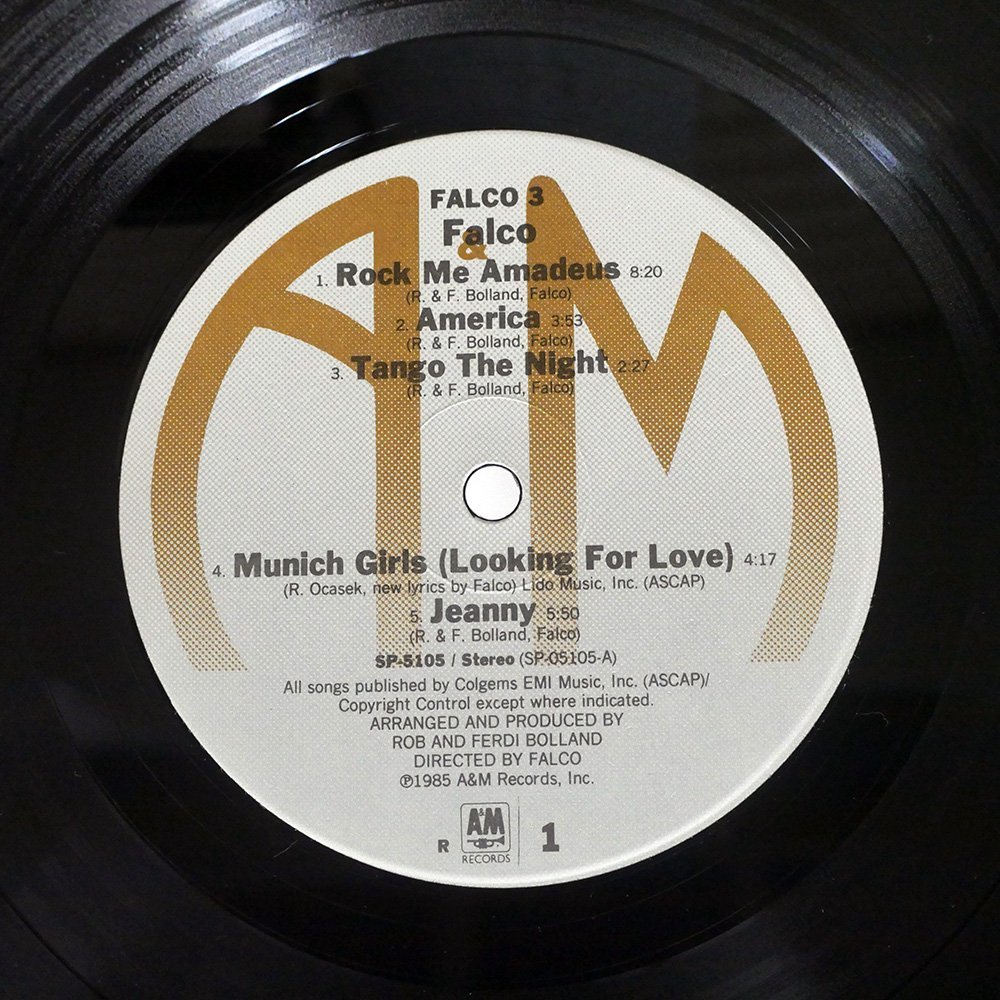 FALCO 3
Falco
&
1. Rock Me Amadeus 8:20
(R. & F. Bolland, Falco)
2. America 3:53
(R. & F. Bolland, Falco)
3. Tango The Night 2:27
(R. & F. Bolland, Falco)
4. Munich Girls (Looking For Love) 4:17
(R. Ocasek, new lyrics by Falco) Lido Music, Inc. (ASCAP)
5. Jeanny 5:50
(R. & F. Bolland, Falco)
SP-5105 / Stereo (SP-05105-A)
All songs published by Colgems EMI Music, Inc. (ASCAP)/
Copyright Control except where indicated.
ARRANGED AND PRODUCED BY
ROB AND FERDI BOLLAND
DIRECTED BY FALCO
℗1985 A&M Records, Inc.
R A&M RECORDS 1
A M